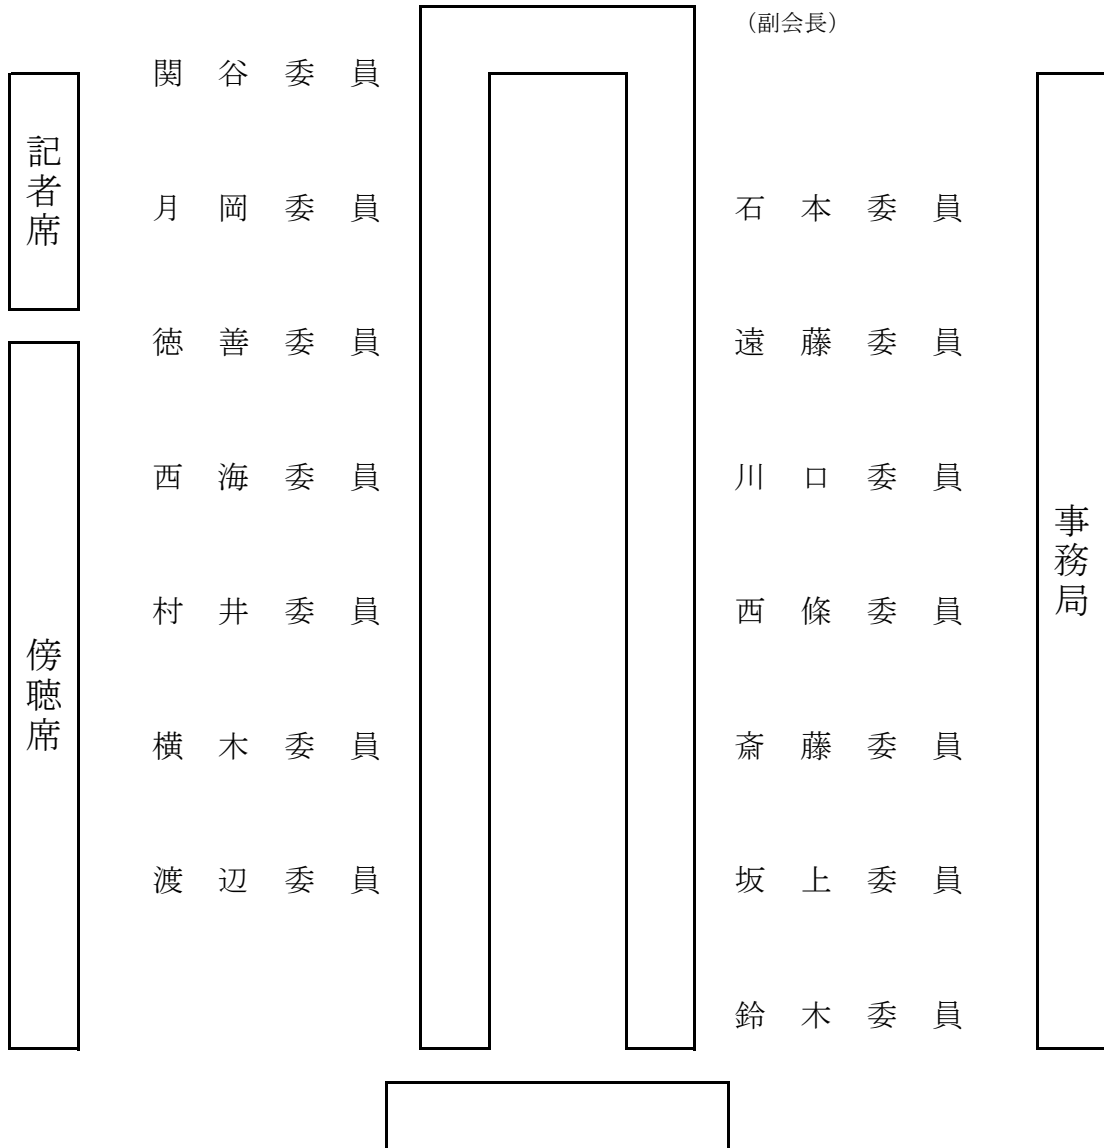 （副会長）
関谷委員
記者席
月岡委員
石本委員
徳善委員
遠藤委員
西海委員
川口委員
事務局
村井委員
西條委員
傍聴席
横木委員
斎藤委員
渡辺委員
坂上委員
鈴木委員